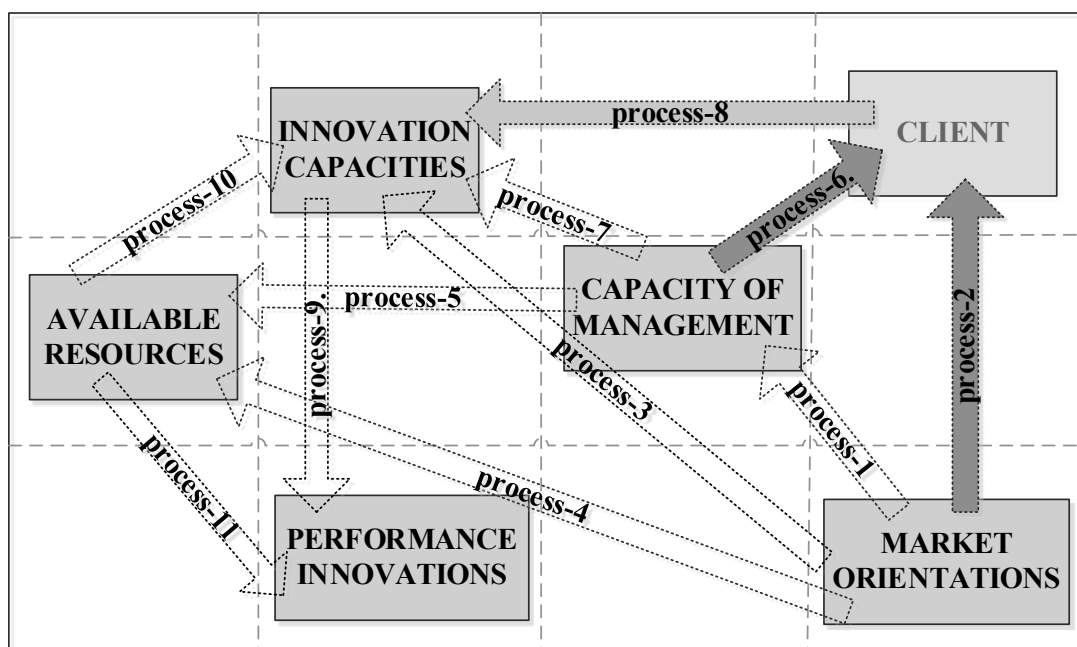 INNOVATION
CAPACITIES
process-8
CLIENT
process-10
process-7
process-6.
AVAILABLE
RESOURCES
process-5
CAPACITY OF
MANAGEMENT
process-9.
process-3
process-2
process-1
process-11
process-4
PERFORMANCE
INNOVATIONS
MARKET
ORIENTATIONS